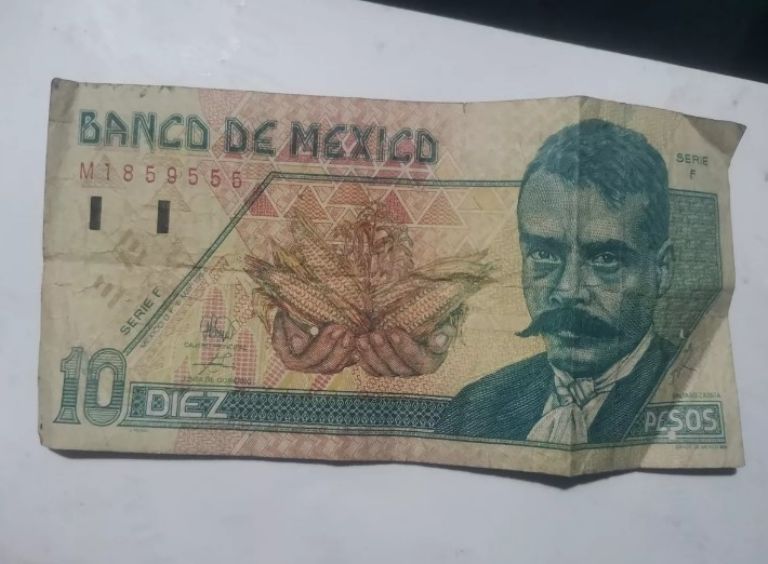 BANCO DE MEXICO
M1859556
SERIE
F
SERIE F
10
DIEZ
PESOS